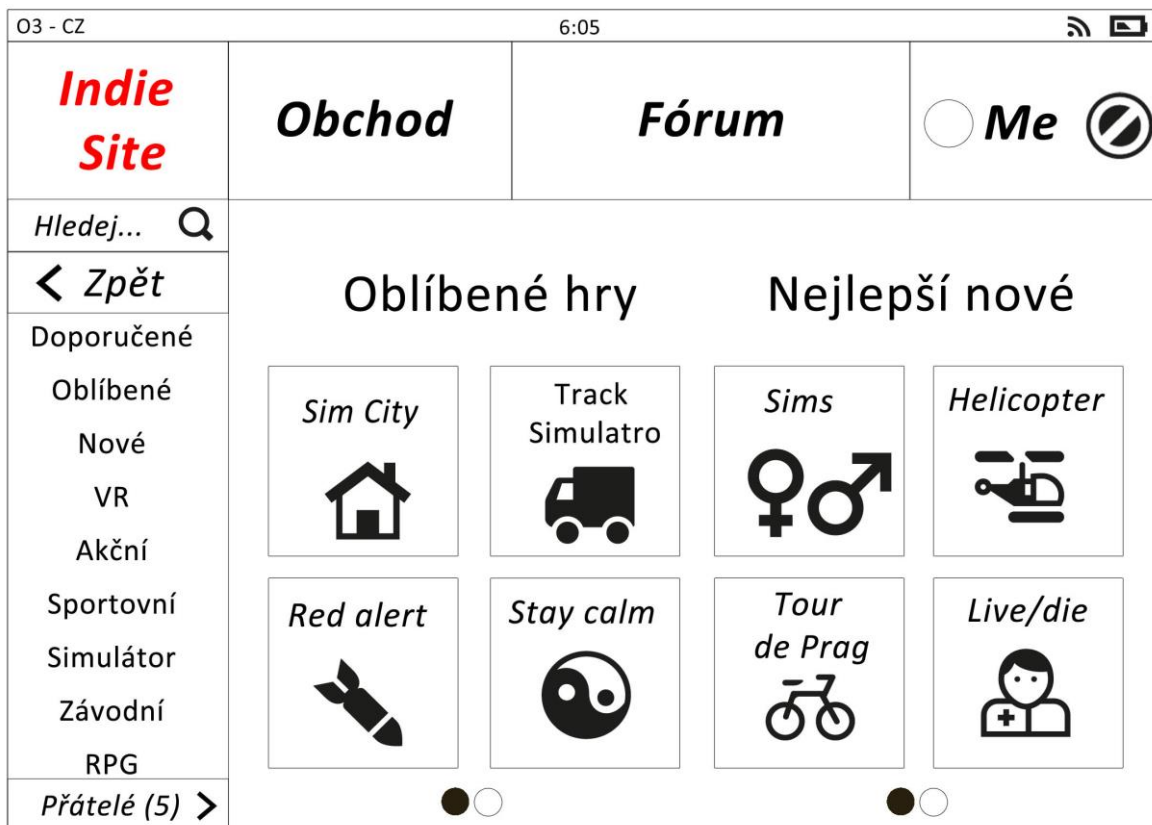 O3 - CZ
6:05
Indie
Site
Obchod
Fórum
Me
Hledej...
Zpět
Doporučené
Oblíbené
Nové
VR
Akční
Sportovní
Simulátor
Závodní
RPG
Přátelé (5)
Oblíbené hry
Nejlepší nové
Sim City
Track
Simulatro
Sims
Helicopter
Red alert
Stay calm
Tour
de Prag
Live/die